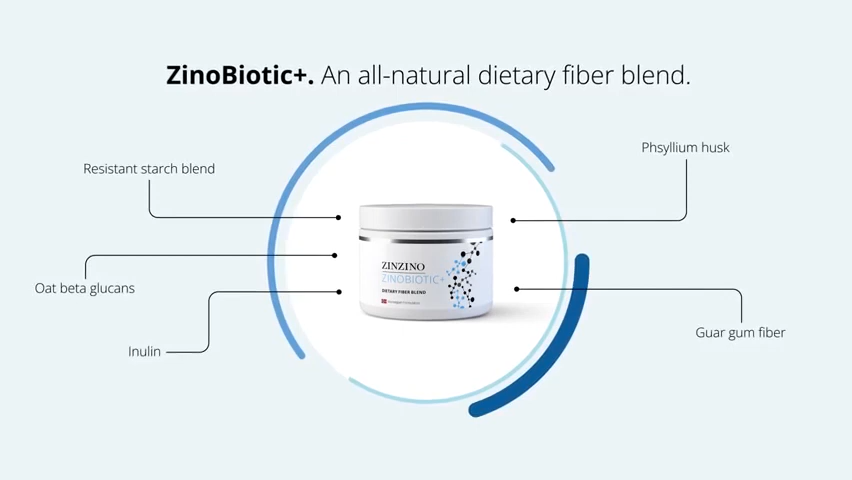 ZinoBiotic+. An all-natural dietary fiber blend.
Phsyllium husk
Resistant starch blend
ZINZINO
ZINOBIOTIC+
DIETARY FIBER BLEND
Oat beta glucans
Guar gum fiber
Inulin